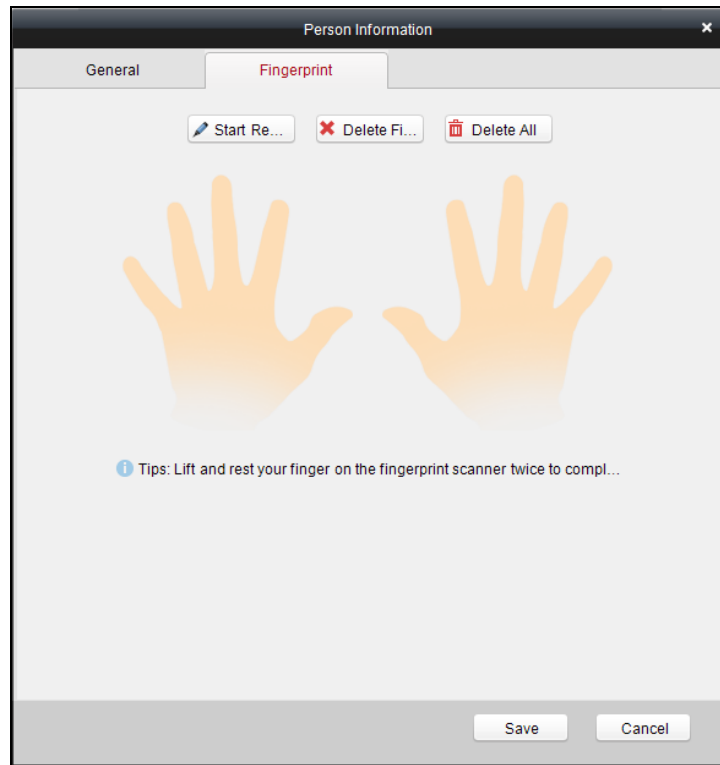 Person Information
General Fingerprint
Start Re... Delete Fi... Delete All
Tips: Lift and rest your finger on the fingerprint scanner twice to compl...
Save Cancel